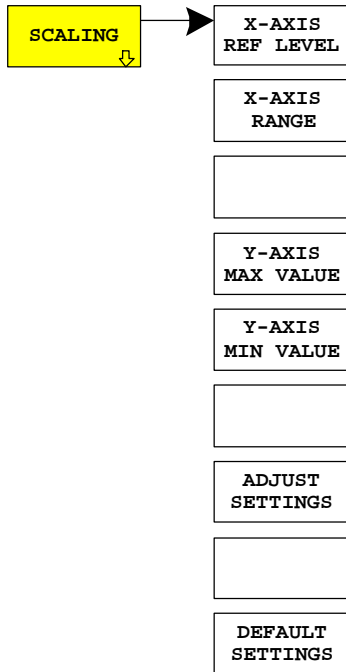 SCALING
X-AXIS
REF LEVEL
X-AXIS
RANGE
Y-AXIS
MAX VALUE
Y-AXIS
MIN VALUE
ADJUST
SETTINGS
DEFAULT
SETTINGS